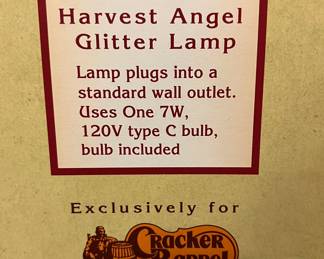 Harvest Angel
Glitter Lamp
Lamp plugs into a
standard wall outlet.
Uses One 7W,
120V type C bulb,
bulb included
Exclusively for
Cracker
Barrel